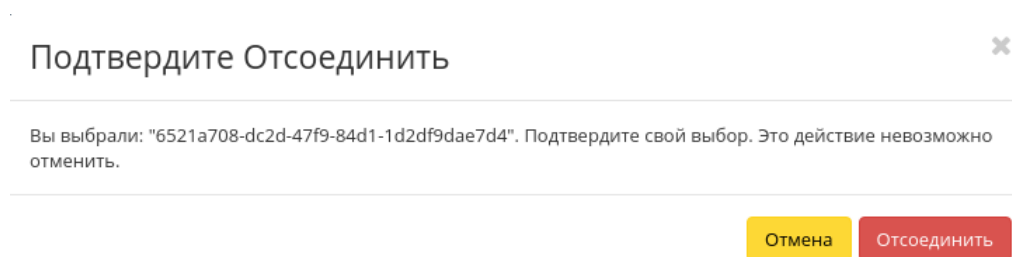 Подтвердите Отсоединить
Вы выбрали: "6521a708-dc2d-47f9-84d1-1d2df9dae7d4". Подтвердите свой выбор. Это действие невозможно
отменить.
Отмена Отсоединить